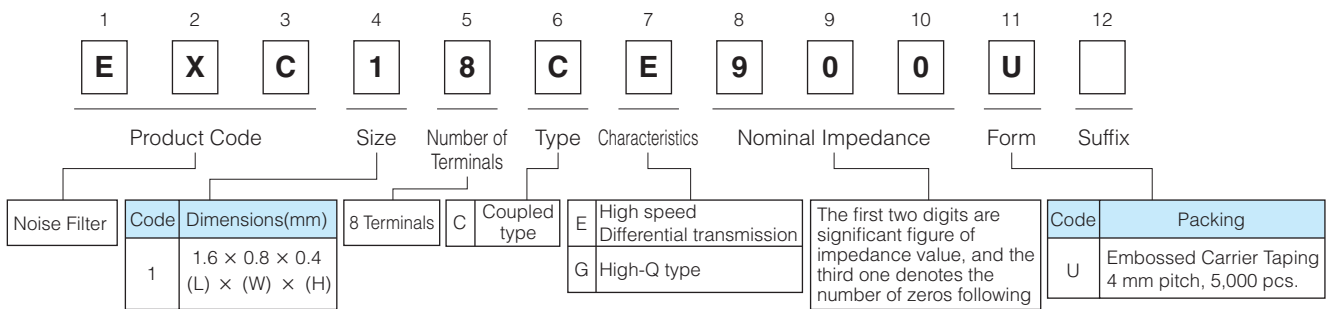 1 2 3 4 5 6 7 8 9 10 11 12
E X C 1 8 C E 9 0 0 U
Product Code Size Number of Terminals Type Characteristics Nominal Impedance Form Suffix
Noise Filter
Code Dimensions(mm)
1 1.6 × 0.8 × 0.4
(L) × (W) × (H)
8 Terminals
C Coupled
type
E High speed
Differential transmission
G High-Q type
The first two digits are
significant figure of
impedance value, and the
third one denotes the
number of zeros following
Code Packing
U Embossed Carrier Taping
4 mm pitch, 5,000 pcs.